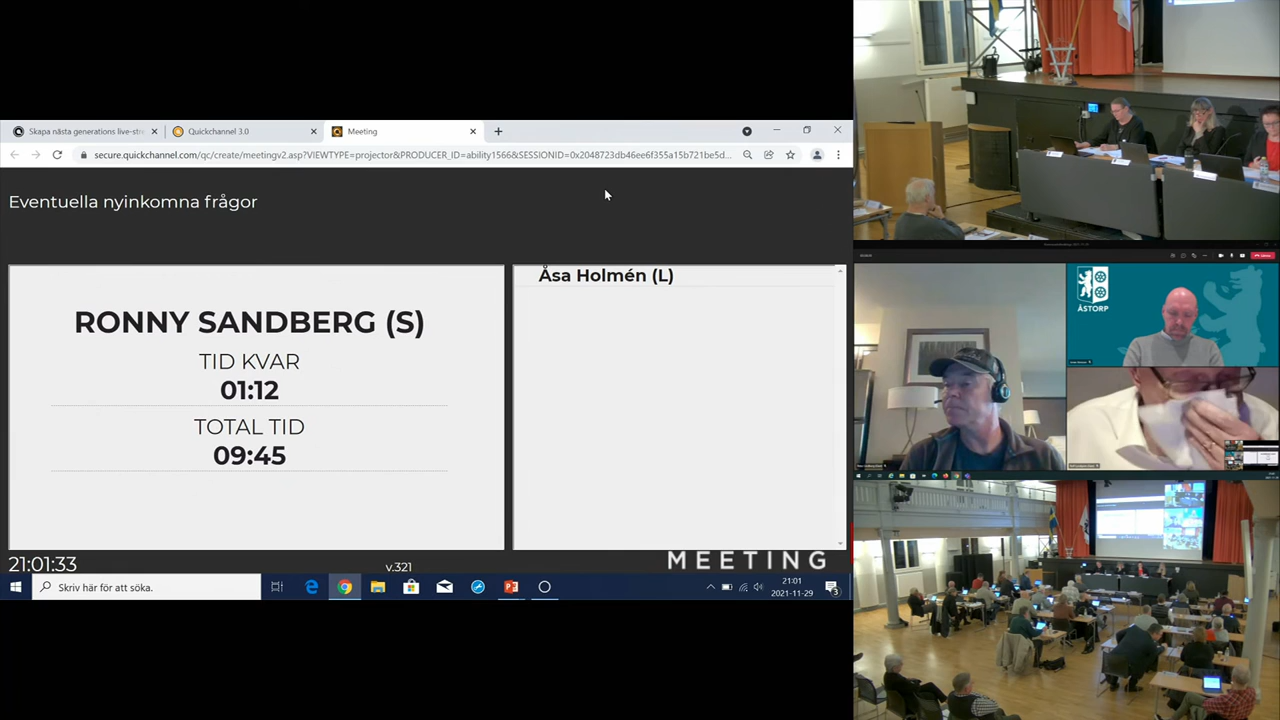 Skapa nästa generations live-str
Quickchannel 3.0
Meeting
secure.quickchannel.com/qc/create/meetingv2.asp?VIEWTYPE=projector&PRODUCER_ID=ability1566&SESSIONID=0x2048723db46ee6f355a15b721be5d...
Eventuella nyinkomna frågor
RONNY SANDBERG (S)
TID KVAR
01:12
TOTAL TID
09:45
Åsa Holmén (L)
21:01:33
v.321
MEETING
Skriv här för att söka.
21:01
2021-11-29
3
ÅSTORP